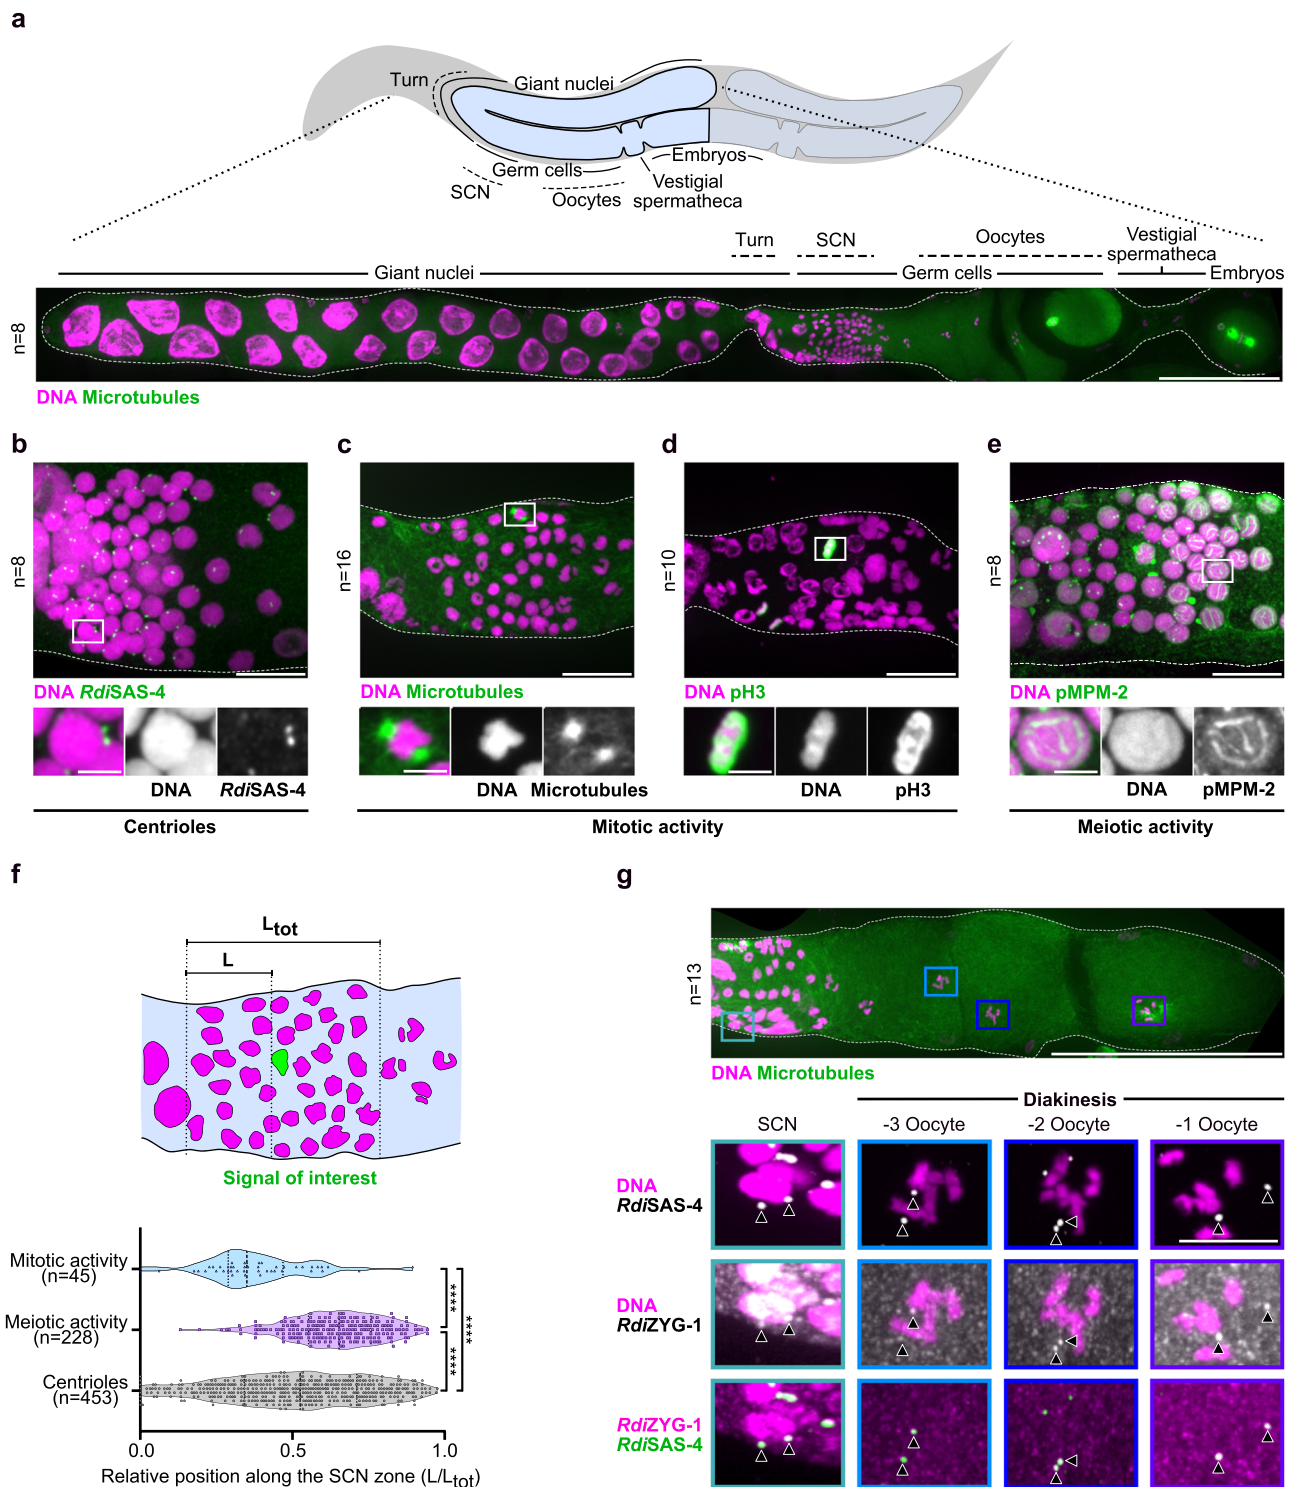 a
Turn
Giant nuclei
Germ cells
Embryos
SCN
Oocytes
Vestigial
spermatheca
Turn
SCN
Oocytes
Vestigial
spermatheca
Giant nuclei
Germ cells
Embryos
n=8
DNA Microtubules
b
c
d
e
n=8
n=16
n=10
n=8
DNA RdiSAS-4
DNA Microtubules
DNA pH3
DNA pMPM-2
DNA
RdiSAS-4
DNA
Microtubules
DNA
pH3
DNA
pMPM-2
Centrioles
Mitotic activity
Meiotic activity
f
Ltot
L
Signal of interest
Mitotic activity
(n=45)
Meiotic activity
(n=228)
Centrioles
(n=453)
****
****
****
0.0
0.5
1.0
Relative position along the SCN zone (L/Ltot)
g
n=13
DNA Microtubules
Diakinesis
SCN
-3 Oocyte
-2 Oocyte
-1 Oocyte
DNA
RdiSAS-4
DNA
RdiZYG-1
RdiZYG-1
RdiSAS-4